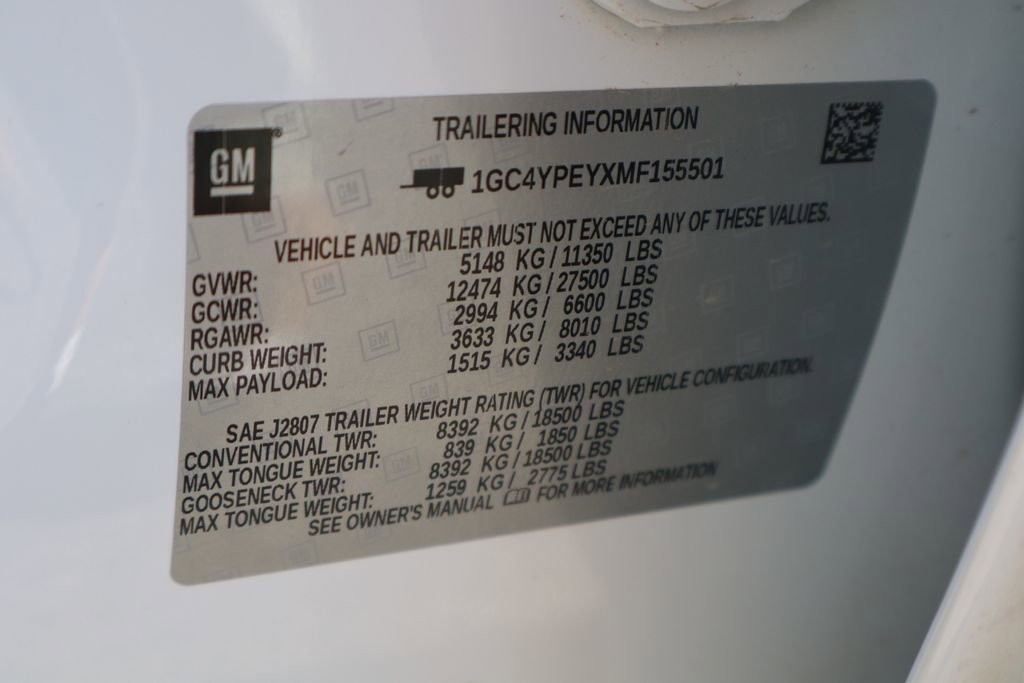 GM ®
TRAILERING INFORMATION
1GC4YPEYXMF155501
VEHICLE AND TRAILER MUST NOT EXCEED ANY OF THESE VALUES.
GVWR: 5148 KG / 11350 LBS
GCWR: 12474 KG / 27500 LBS
RGAWR: 2994 KG / 6600 LBS
CURB WEIGHT: 3633 KG / 8010 LBS
MAX PAYLOAD: 1515 KG / 3340 LBS
SAE J2807 TRAILER WEIGHT RATING (TWR) FOR VEHICLE CONFIGURATION.
CONVENTIONAL TWR: 8392 KG / 18500 LBS
MAX TONGUE WEIGHT: 839 KG / 1850 LBS
GOOSENECK TWR: 8392 KG / 18500 LBS
MAX TONGUE WEIGHT: 1259 KG / 2775 LBS
SEE OWNER'S MANUAL FOR MORE INFORMATION